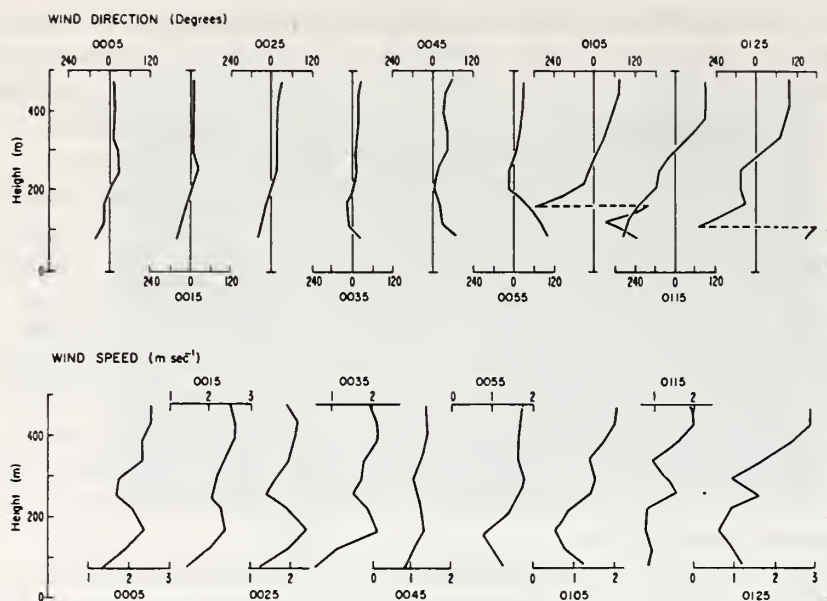 WIND DIRECTION (Degrees)
0005 0025 0045 0105 0125
240 0 120 240 0 120 240 0 120 240 0 120 240 0 120
400
200
0
Height (m)
240 0 120 240 0 120 240 0 120 240 0 120
0015 0035 0055 0115
WIND SPEED (m sec⁻¹)
0015 0035 0055 0115
1 2 3 1 2 0 1 2 1 2
400
200
0
Height (m)
1 2 3 1 2 0 1 2 0 1 2 0 1 2
0005 0025 0045 0105 0125